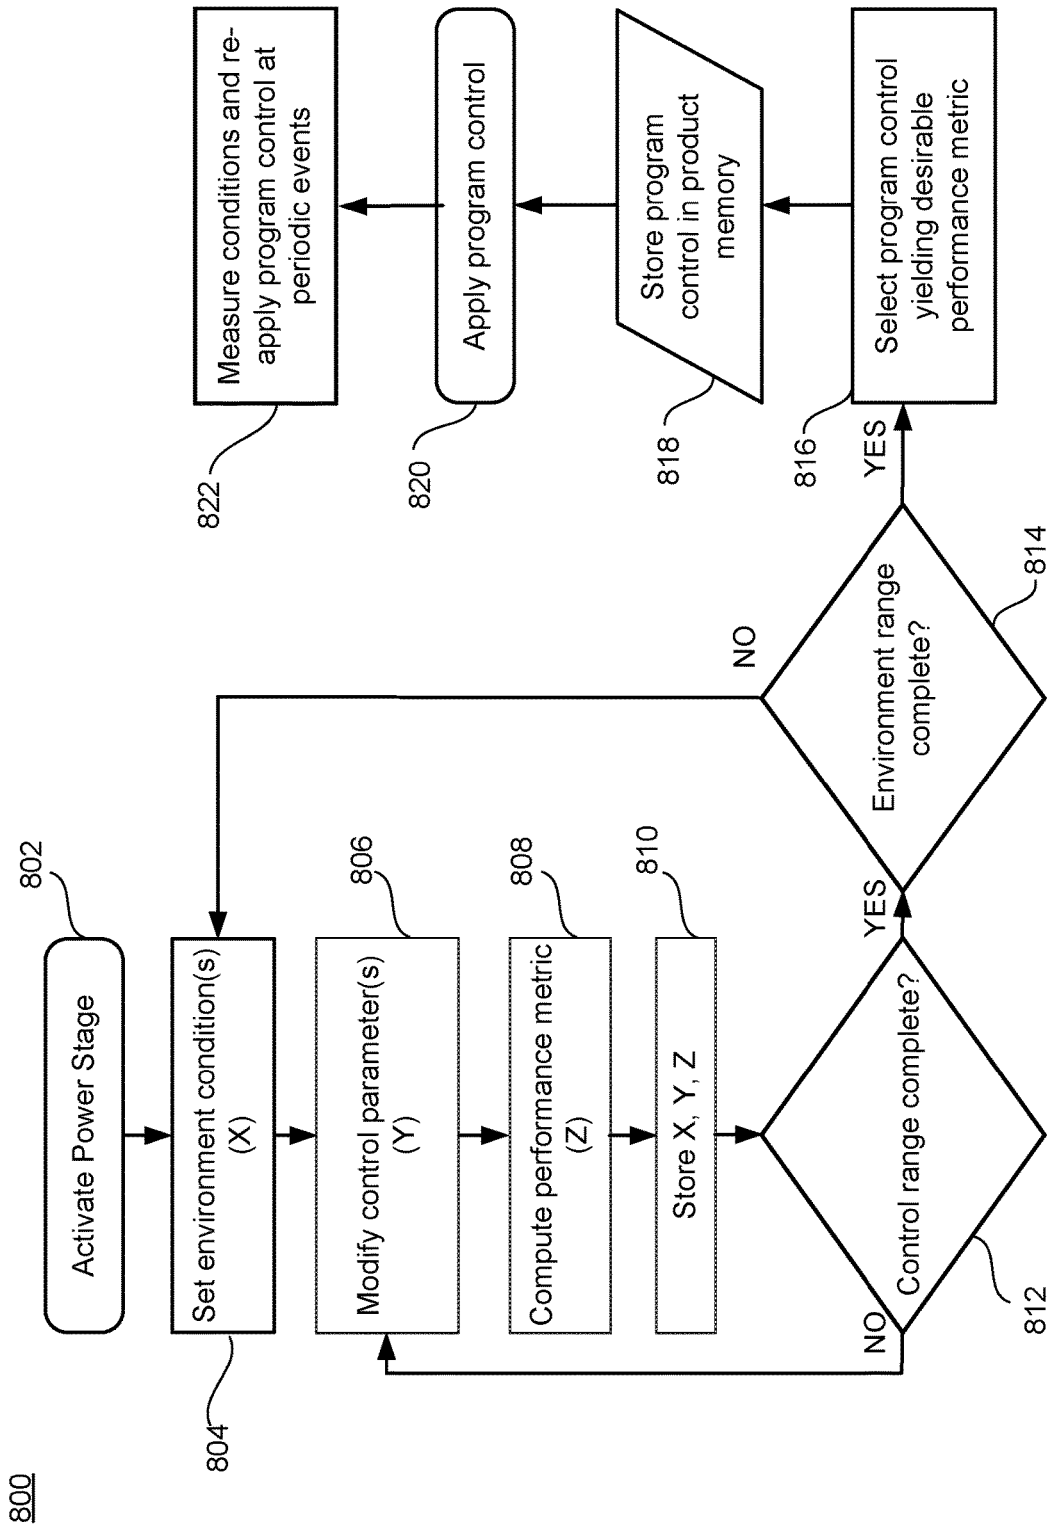 800
Activate Power Stage
802
Set environment condition(s)
(X)
804
Modify control parameter(s)
(Y)
806
Compute performance metric
(Z)
808
Store X, Y, Z
810
Control range complete?
812
NO
YES
Environment range
complete?
814
NO
YES
Select program control
yielding desirable
performance metric
816
Store program
control in product
memory
818
Apply program control
820
Measure conditions and re-
apply program control at
periodic events
822